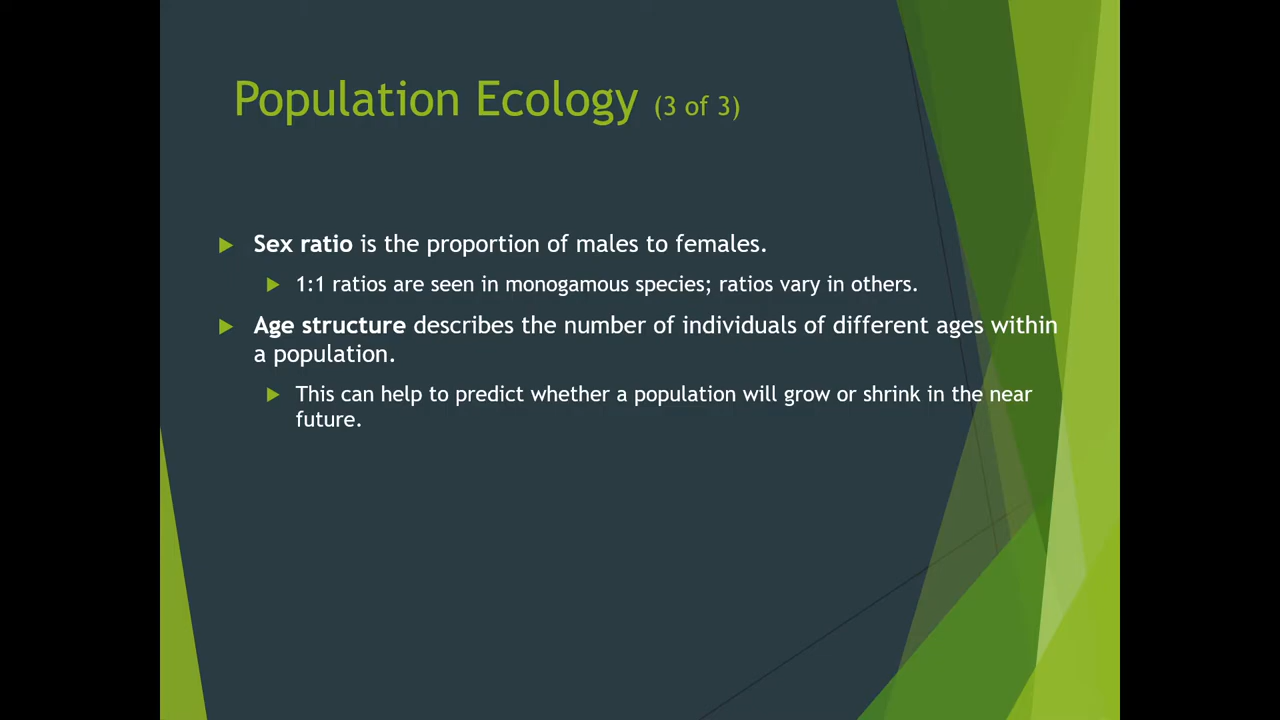 Population Ecology (3 of 3)
Sex ratio is the proportion of males to females.
1:1 ratios are seen in monogamous species; ratios vary in others.
Age structure describes the number of individuals of different ages within
a population.
This can help to predict whether a population will grow or shrink in the near
future.